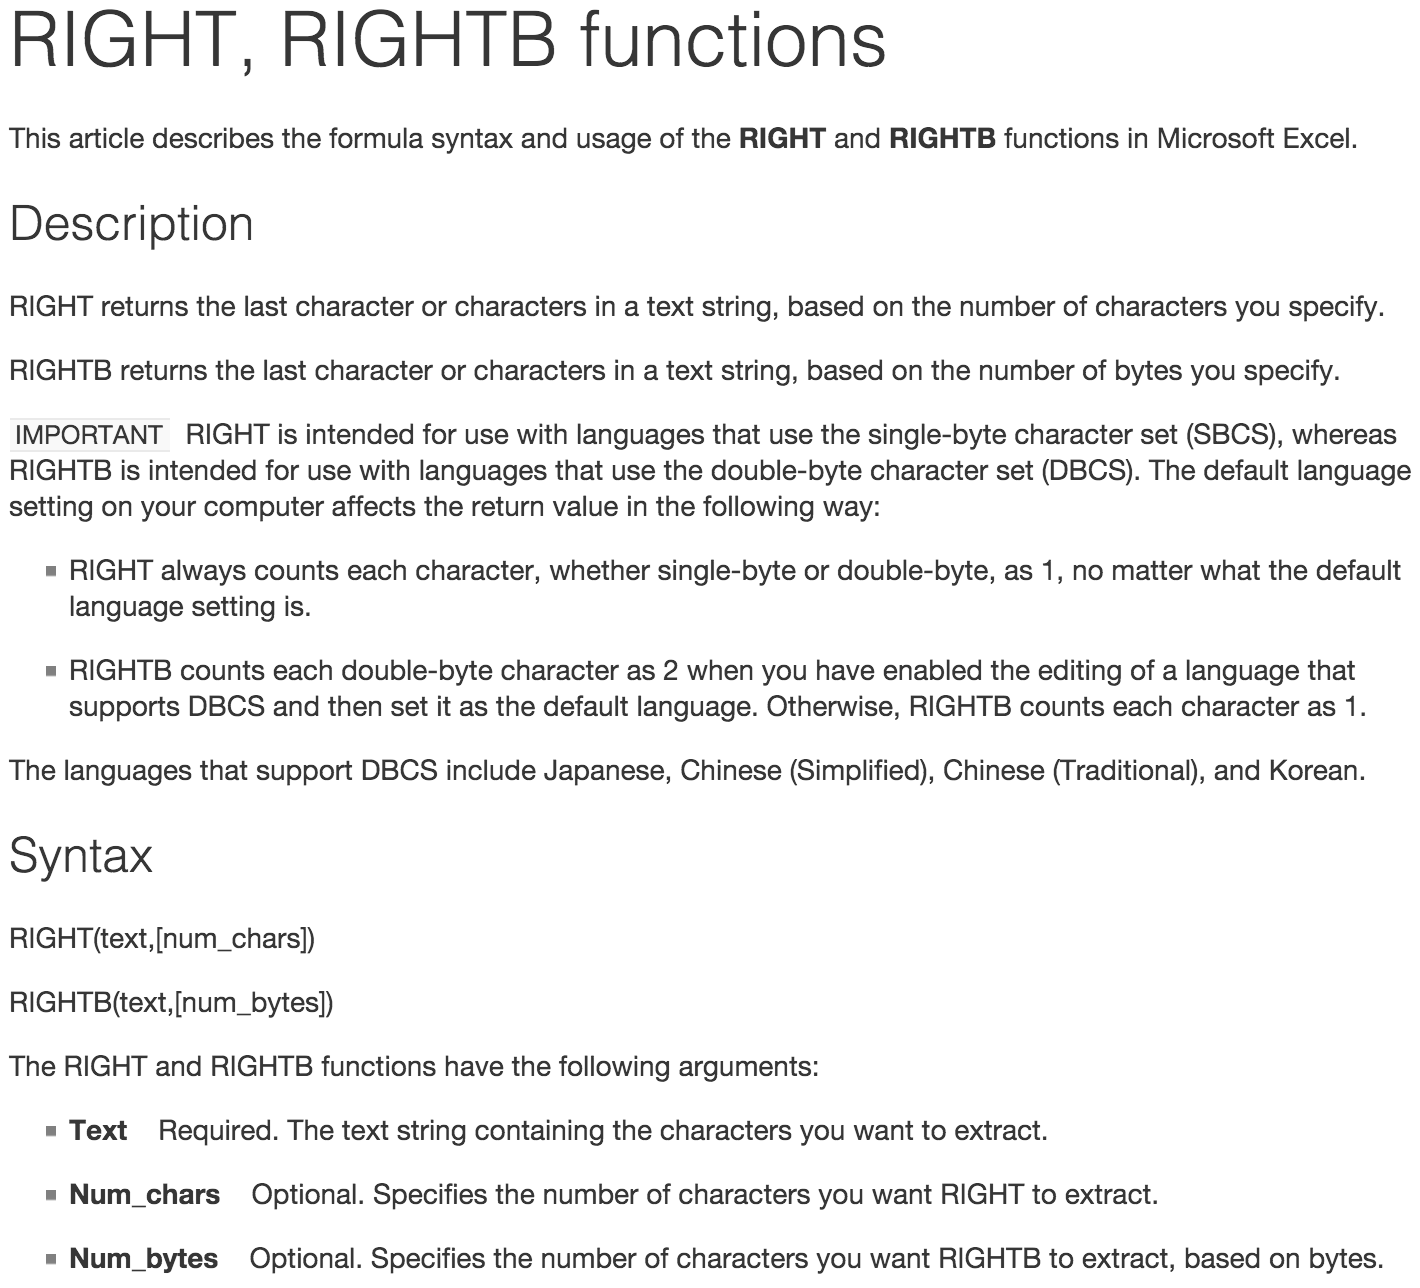 RIGHT, RIGHTB functions
This article describes the formula syntax and usage of the RIGHT and RIGHTB functions in Microsoft Excel.
Description
RIGHT returns the last character or characters in a text string, based on the number of characters you specify.
RIGHTB returns the last character or characters in a text string, based on the number of bytes you specify.
IMPORTANT RIGHT is intended for use with languages that use the single-byte character set (SBCS), whereas
RIGHTB is intended for use with languages that use the double-byte character set (DBCS). The default language
setting on your computer affects the return value in the following way:
RIGHT always counts each character, whether single-byte or double-byte, as 1, no matter what the default
language setting is.
RIGHTB counts each double-byte character as 2 when you have enabled the editing of a language that
supports DBCS and then set it as the default language. Otherwise, RIGHTB counts each character as 1.
The languages that support DBCS include Japanese, Chinese (Simplified), Chinese (Traditional), and Korean.
Syntax
RIGHT(text,[num_chars])
RIGHTB(text,[num_bytes])
The RIGHT and RIGHTB functions have the following arguments:
Text Required. The text string containing the characters you want to extract.
Num_chars Optional. Specifies the number of characters you want RIGHT to extract.
Num_bytes Optional. Specifies the number of characters you want RIGHTB to extract, based on bytes.